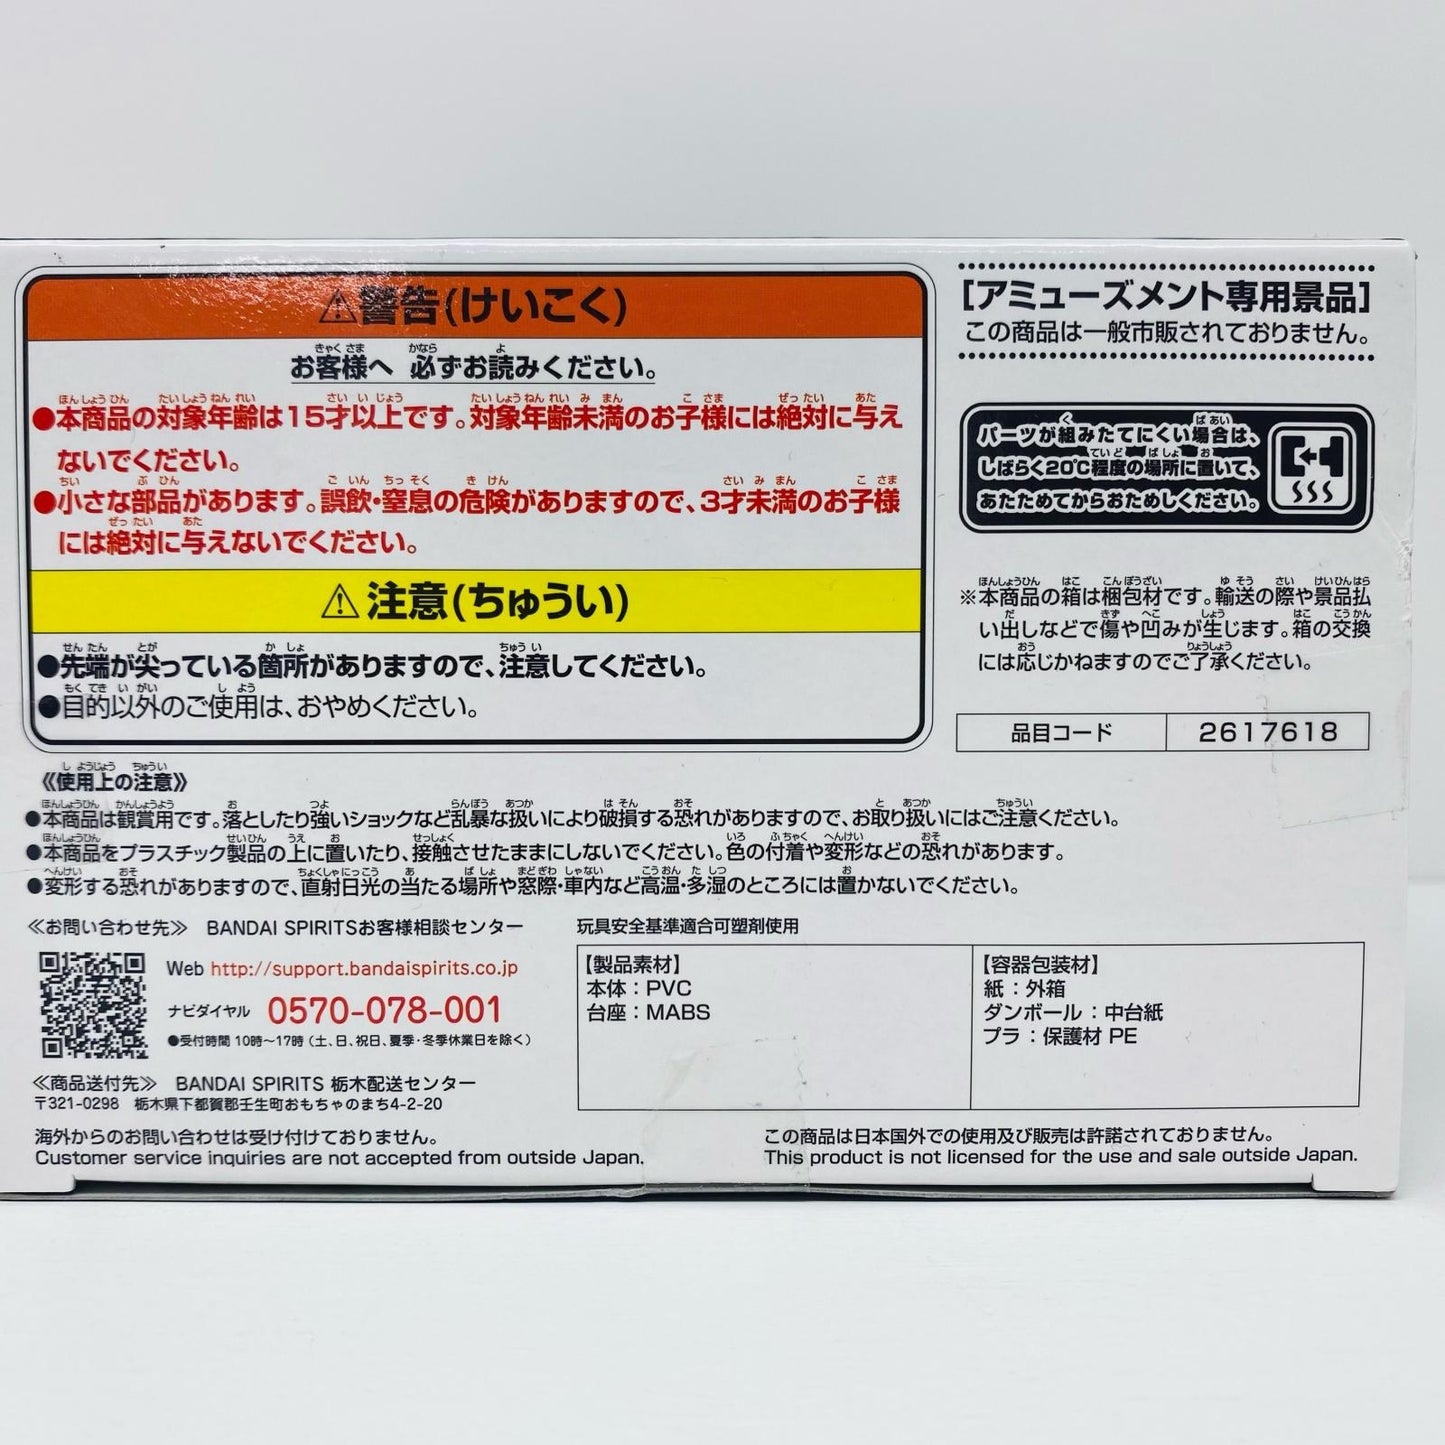 ⚠警告(けいこく)
お客様へ 必ずお読みください。
●本商品の対象年齢は15才以上です。対象年齢未満のお子様には絶対に与え
ないでください。
●小さな部品があります。誤飲・窒息の危険がありますので、3才未満のお子様
には絶対に与えないでください。
⚠注意(ちゅうい)
●先端が尖っている箇所がありますので、注意してください。
●目的以外のご使用は、おやめください。
[アミューズメント専用景品]
この商品は一般市販されておりません。
パーツが組みたてにくい場合は、
しばらく20℃程度の場所に置いて、
あたためてからおためしください。
※本商品の箱は梱包材です。輸送の際や景品払
い出しなどで傷や凹みが生じます。箱の交換
には応じかねますのでご了承ください。
品目コード 2617618
《使用上の注意》
●本商品は観賞用です。落としたり強いショックなど乱暴な扱いにより破損する恐れがありますので、お取り扱いにはご注意ください。
●本商品をプラスチック製品の上に置いたり、接触させたままにしないでください。色の付着や変形などの恐れがあります。
●変形する恐れがありますので、直射日光の当たる場所や窓際・車内など高温・多湿のところには置かないでください。
≪お問い合わせ先≫ BANDAI SPIRITSお客様相談センター
Web http://support.bandaispirits.co.jp
ナビダイヤル 0570-078-001
●受付時間 10時〜17時(土、日、祝日、夏季・冬季休業日を除く)
≪商品送付先≫ BANDAI SPIRITS 栃木配送センター
〒321-0298 栃木県下都賀郡壬生町おもちゃのまち4-2-20
玩具安全基準適合可塑剤使用
【製品素材】
本体：PVC
台座：MABS
【容器包装材】
紙：外箱
ダンボール：中台紙
プラ：保護材 PE
海外からのお問い合わせは受け付けておりません。
Customer service inquiries are not accepted from outside Japan.
この商品は日本国外での使用及び販売は許諾されておりません。
This product is not licensed for the use and sale outside Japan.